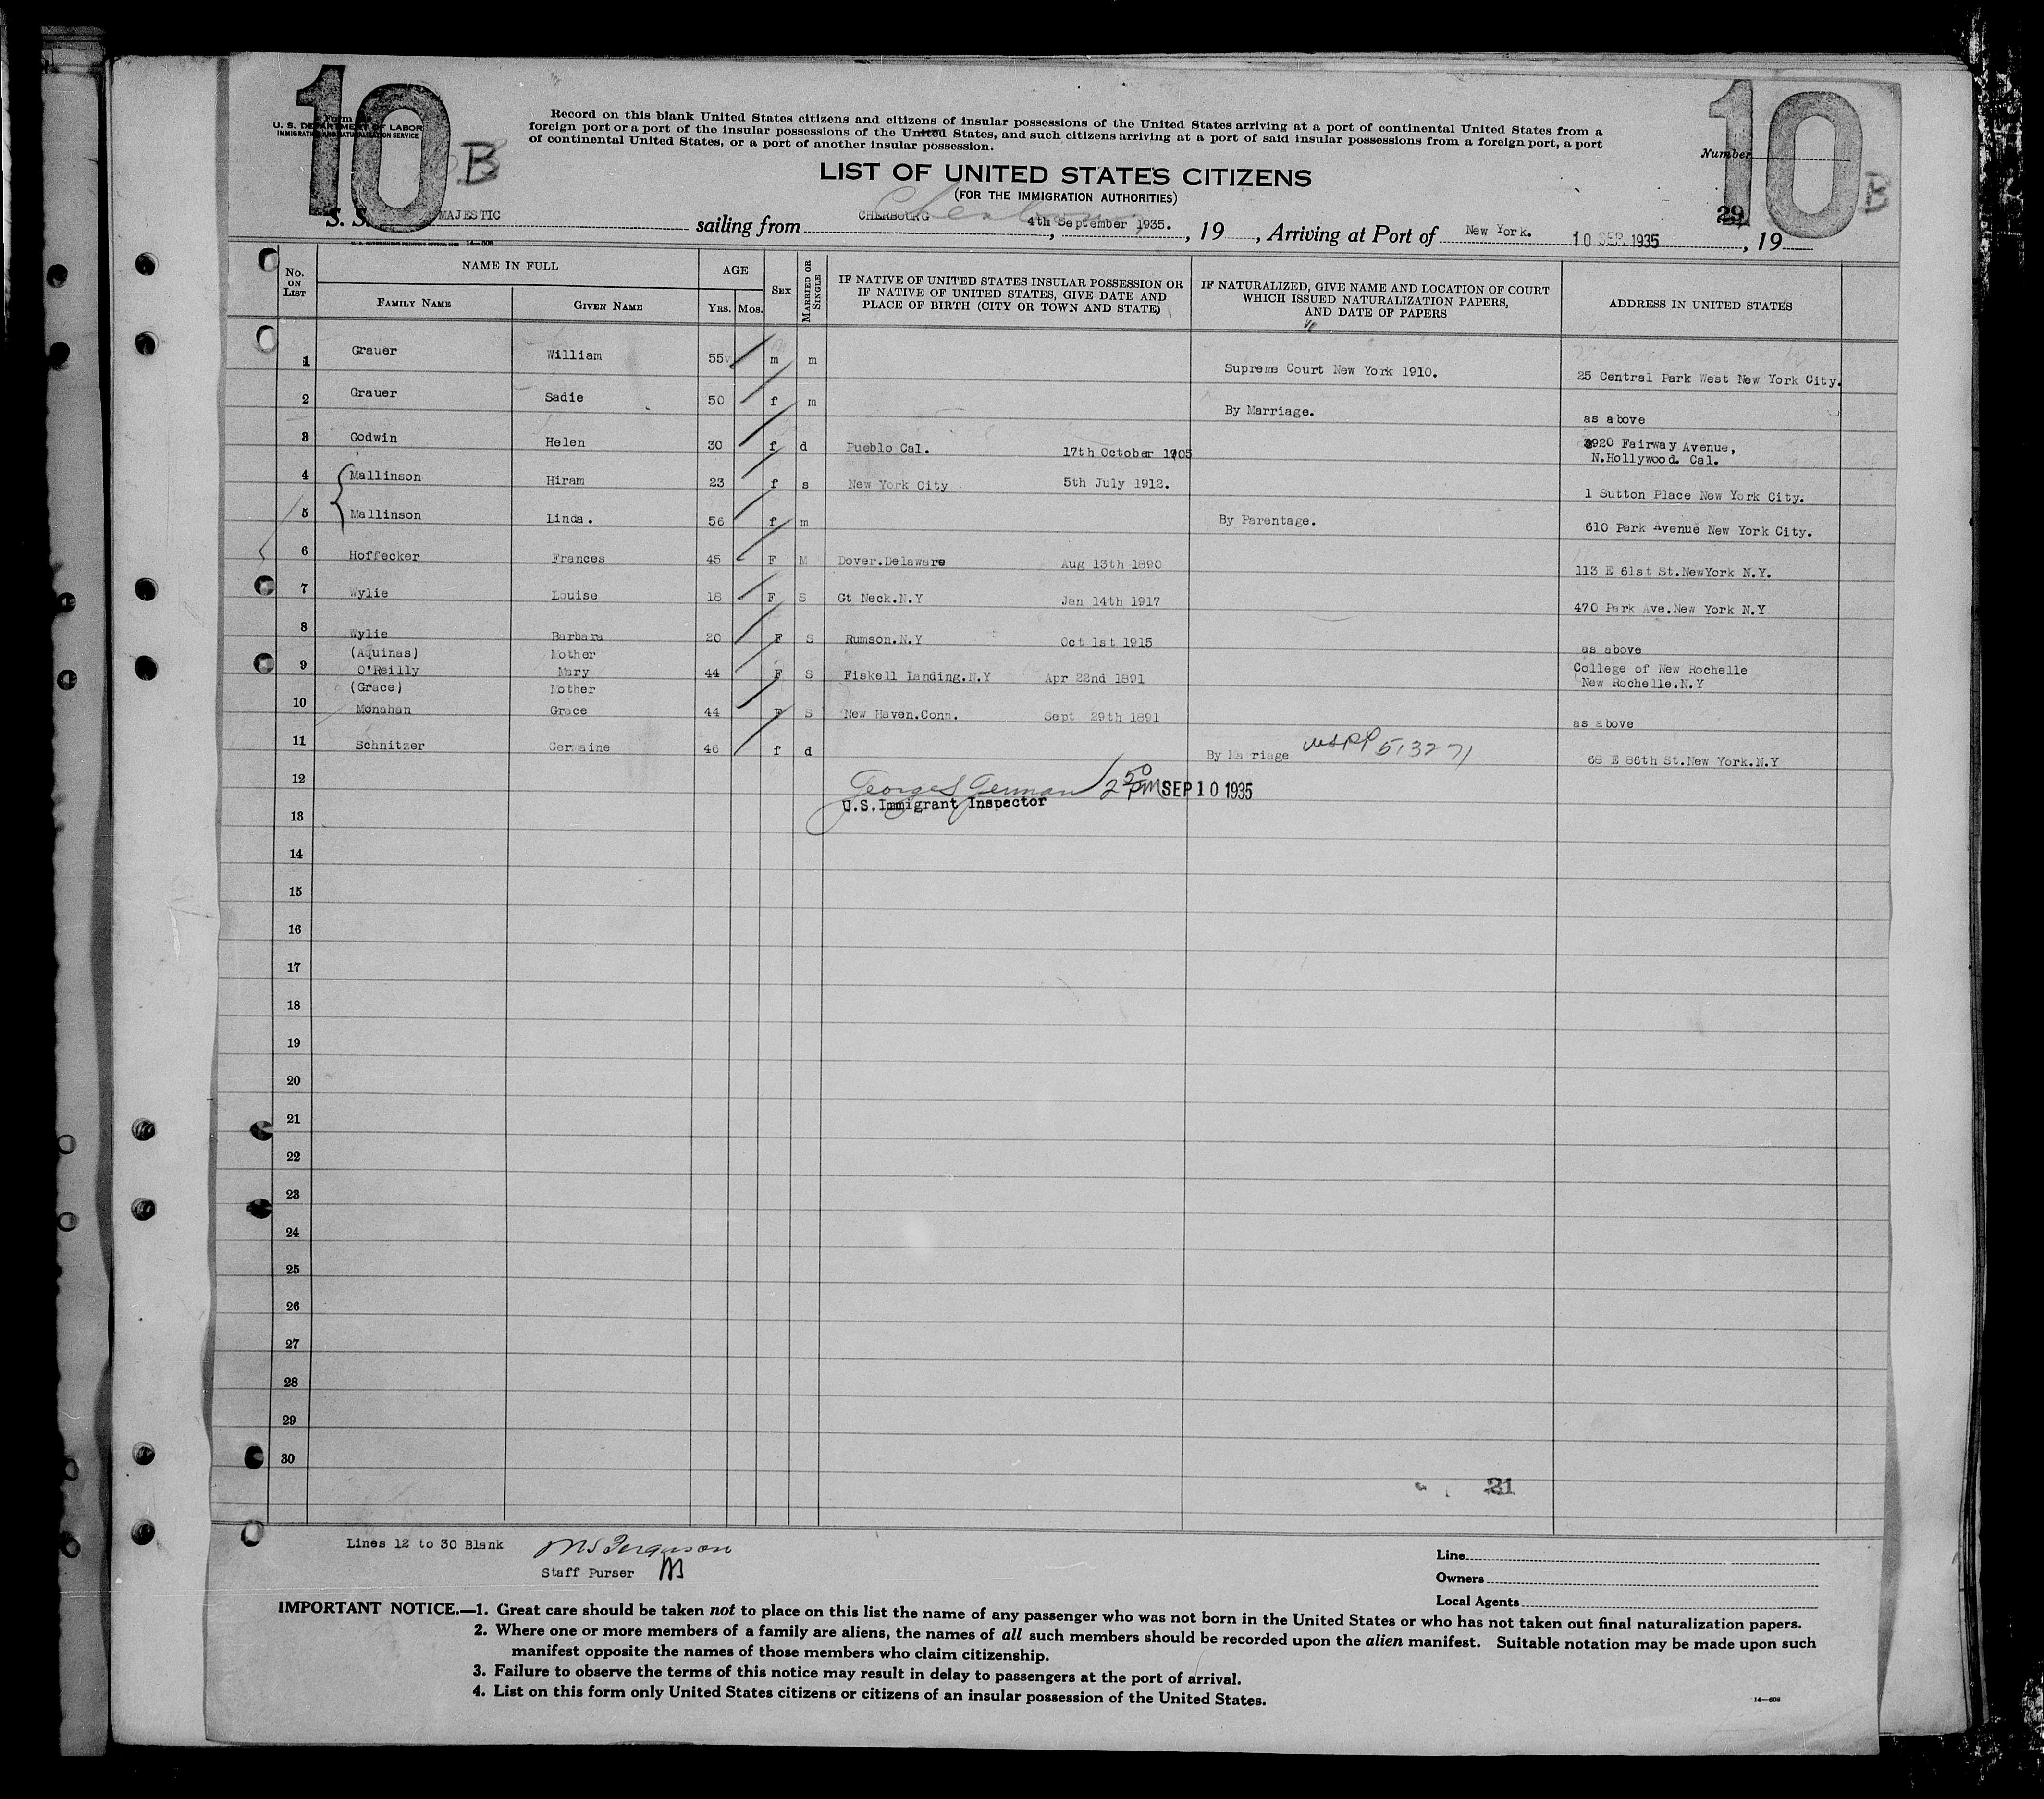 10 10
Form
U. S. DEPARTMENT OF LABOR
IMMIGRATION AND NATURALIZATION SERVICE
B
B
Record on this blank United States citizens and citizens of insular possessions of the United States arriving at a port of continental United States from a
foreign port or a port of the insular possessions of the United States, and such citizens arriving at a port of said insular possessions from a foreign port, a port
of continental United States, or a port of another insular possession.
Number
LIST OF UNITED STATES CITIZENS
(FOR THE IMMIGRATION AUTHORITIES)
29
S. S. MAJESTIC sailing from CHERBOURG Cherbourg, 4th September 1935., 19 , Arriving at Port of New York. 10 SEP 1935, 19
U. S. GOVERNMENT PRINTING OFFICE 14—608
No. ON LIST NAME IN FULL AGE SEX MARRIED OR SINGLE IF NATIVE OF UNITED STATES INSULAR POSSESSION OR IF NATIVE OF UNITED STATES, GIVE DATE AND PLACE OF BIRTH (CITY OR TOWN AND STATE) IF NATURALIZED, GIVE NAME AND LOCATION OF COURT WHICH ISSUED NATURALIZATION PAPERS, AND DATE OF PAPERS ADDRESS IN UNITED STATES
FAMILY NAME GIVEN NAME YRS. MOS.
1 Grauer William 55 m m Supreme Court New York 1910. 25 Central Park West New York City.
2 Grauer Sadie 50 f m By Marriage. as above
3 Godwin Helen 30 f d Pueblo Cal. 17th October 1905 3920 Fairway Avenue,
N.Hollywood. Cal.
4 Mallinson Hiram 23 f s New York City 5th July 1912. 1 Sutton Place New York City.
5 Mallinson Linda. 56 f m By Parentage. 610 Park Avenue New York City.
6 Hoffecker Frances 45 F M Dover.Delaware Aug 13th 1890 113 E 61st St.NewYork N.Y.
7 Wylie Louise 18 F S Gt Neck.N.Y Jan 14th 1917 470 Park Ave.New York N.Y
8 Wylie Barbara 20 F S Rumson.N.Y Oct 1st 1915 as above
(Aquinas) Mother
9 O'Reilly Mary 44 F S Fiskell Landing.N.Y Apr 22nd 1891 College of New Rochelle
New Rochelle.N.Y
(Grace) Mother
10 Monahan Grace 44 F S New Haven.Conn. Sept 29th 1891 as above
11 Schnitzer Germaine 46 f d By Marriage USPP 513271 68 E 86th St.New York.N.Y
12 George S German 2 50 PM SEP 10 1935
U.S.Immigrant Inspector
13
14
15
16
17
18
19
20
21
22
23
24
25
26
27
28
29
30
21
Lines 12 to 30 Blank M S Ferguson
Staff Purser
Line
Owners
Local Agents
IMPORTANT NOTICE.—1. Great care should be taken not to place on this list the name of any passenger who was not born in the United States or who has not taken out final naturalization papers.
2. Where one or more members of a family are aliens, the names of all such members should be recorded upon the alien manifest. Suitable notation may be made upon such
manifest opposite the names of those members who claim citizenship.
3. Failure to observe the terms of this notice may result in delay to passengers at the port of arrival.
4. List on this form only United States citizens or citizens of an insular possession of the United States.
14—608